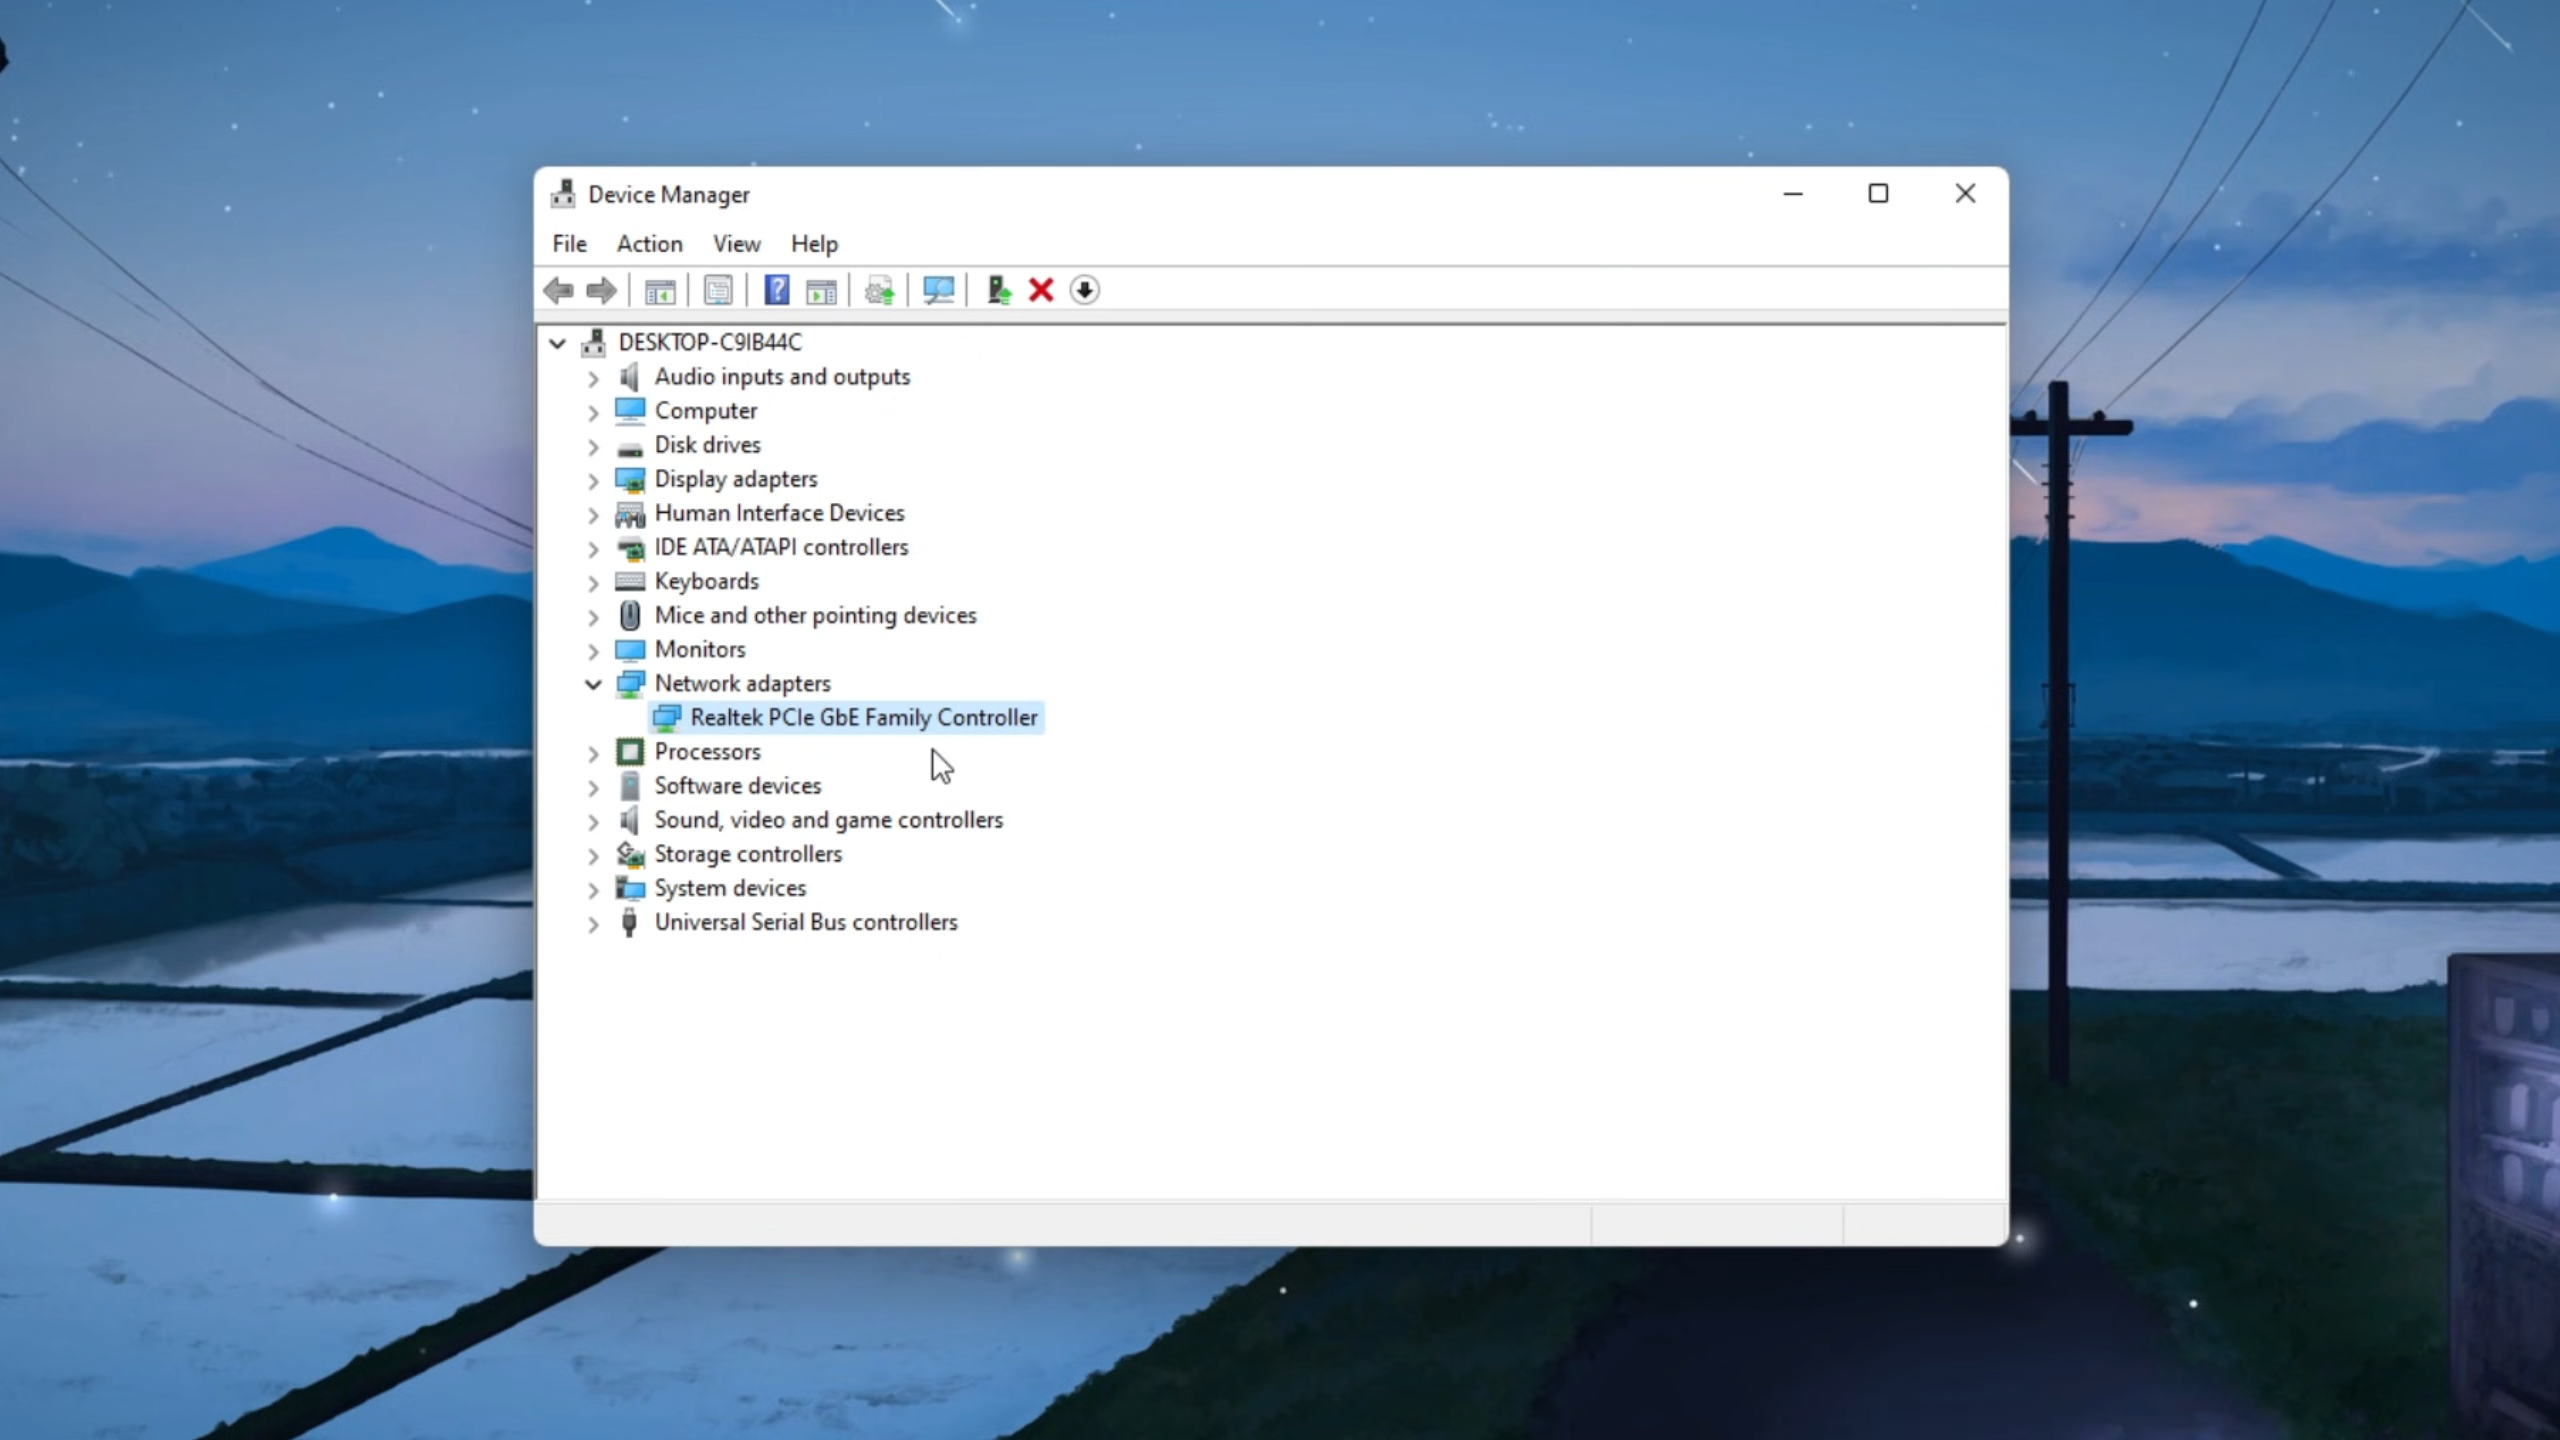 Device Manager
File Action View Help
DESKTOP-C9IB44C
Audio inputs and outputs
Computer
Disk drives
Display adapters
Human Interface Devices
IDE ATA/ATAPI controllers
Keyboards
Mice and other pointing devices
Monitors
Network adapters
Realtek PCIe GbE Family Controller
Processors
Software devices
Sound, video and game controllers
Storage controllers
System devices
Universal Serial Bus controllers